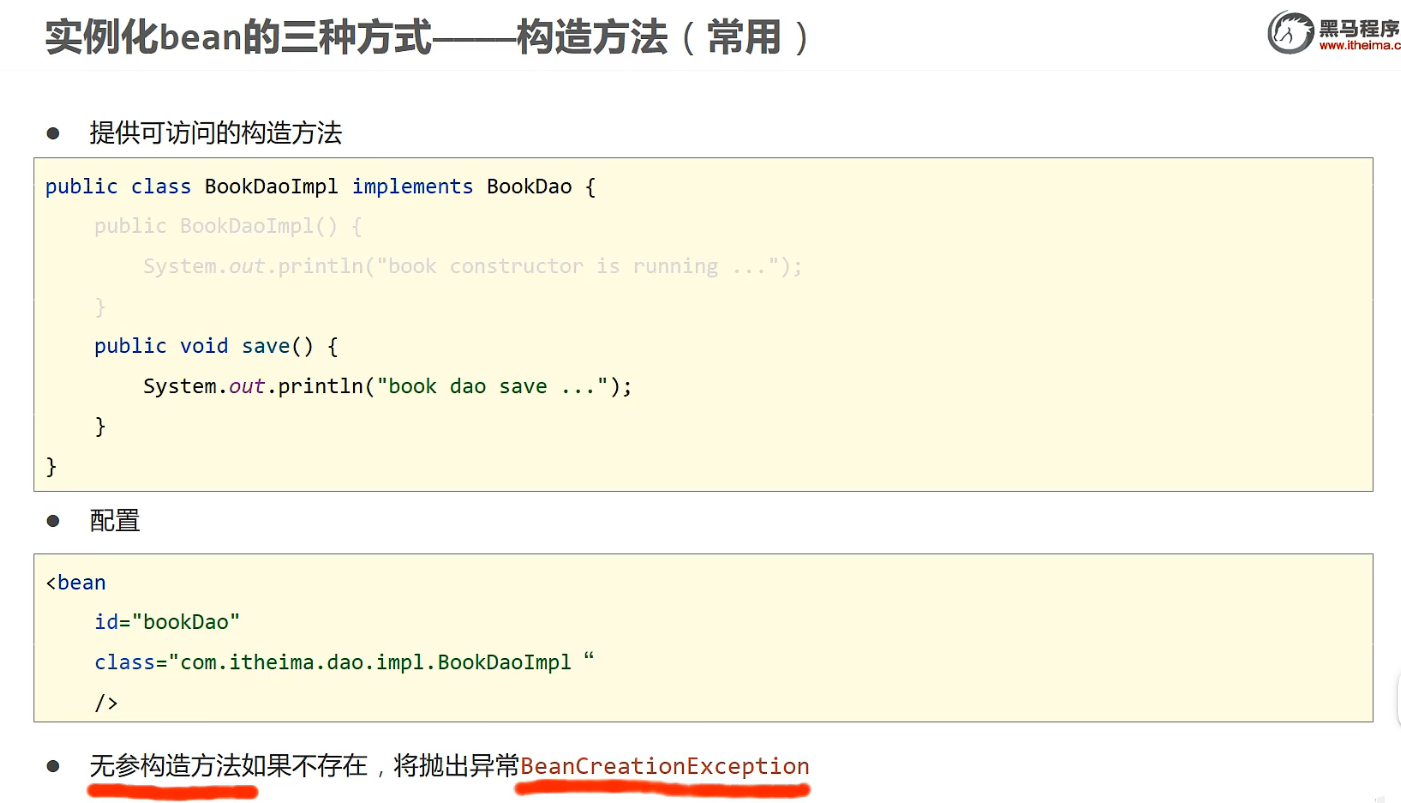 实例化bean的三种方式——构造方法（常用）
黑马程序
www.itheima.c
● 提供可访问的构造方法
public class BookDaoImpl implements BookDao {
    public BookDaoImpl() {
        System.out.println("book constructor is running ...");
    }
    public void save() {
        System.out.println("book dao save ...");
    }
}
● 配置
<bean
    id="bookDao"
    class="com.itheima.dao.impl.BookDaoImpl “
    />
● 无参构造方法如果不存在，将抛出异常BeanCreationException